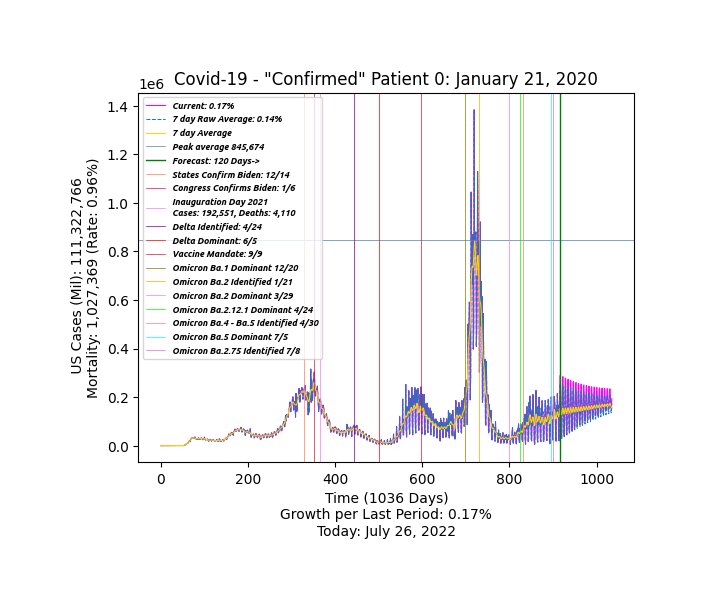 Covid-19 - "Confirmed" Patient 0: January 21, 2020
1e6
1.4
1.2
1.0
0.8
0.6
0.4
0.2
0.0
US Cases (Mil): 111,322,766
Mortality: 1,027,369 (Rate: 0.96%)
Current: 0.17%
7 day Raw Average: 0.14%
7 day Average
Peak average 845,674
Forecast: 120 Days->
States Confirm Biden: 12/14
Congress Confirms Biden: 1/6
Inauguration Day 2021
Cases: 192,551, Deaths: 4,110
Delta Identified: 4/24
Delta Dominant: 6/5
Vaccine Mandate: 9/9
Omicron Ba.1 Dominant 12/20
Omicron Ba.2 Identified 1/21
Omicron Ba.2 Dominant 3/29
Omicron Ba.2.12.1 Dominant 4/24
Omicron Ba.4 - Ba.5 Identified 4/30
Omicron Ba.5 Dominant 7/5
Omicron Ba.2.75 Identified 7/8
0 200 400 600 800 1000
Time (1036 Days)
Growth per Last Period: 0.17%
Today: July 26, 2022